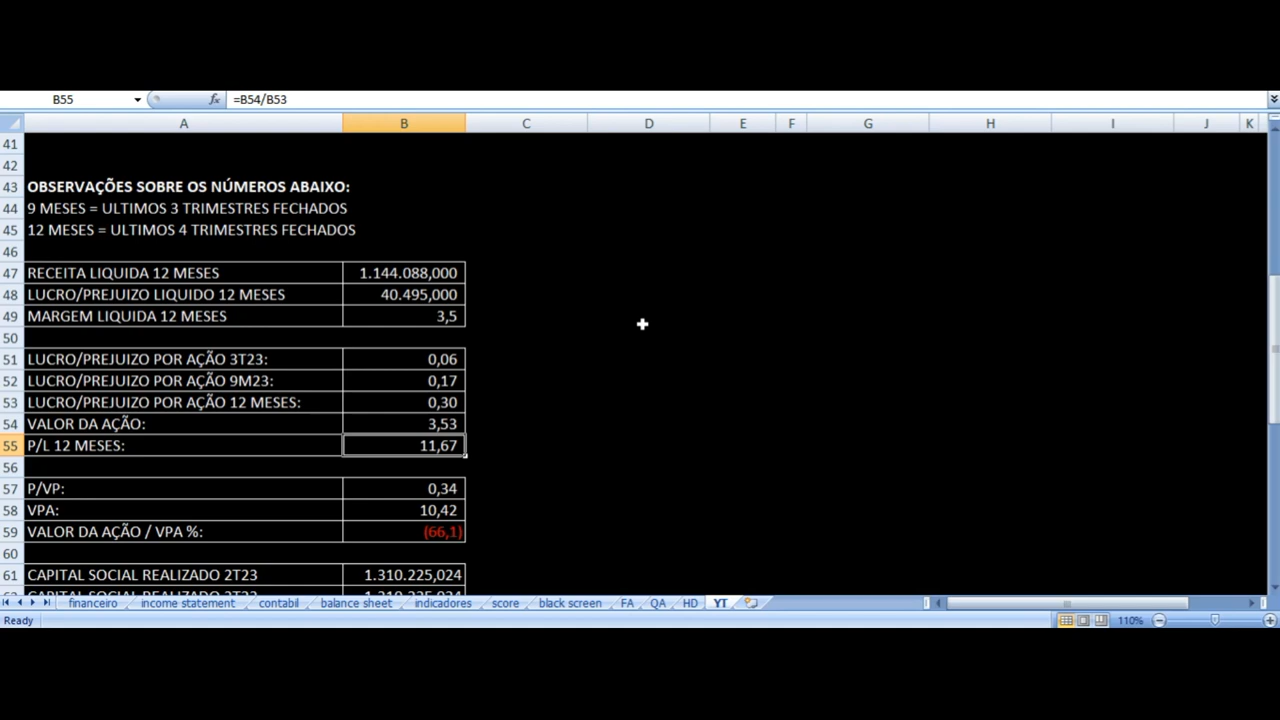 B55 fx =B54/B53
A B C D E F G H I J K
41
42
43 OBSERVAÇÕES SOBRE OS NÚMEROS ABAIXO:
44 9 MESES = ULTIMOS 3 TRIMESTRES FECHADOS
45 12 MESES = ULTIMOS 4 TRIMESTRES FECHADOS
46
47 RECEITA LIQUIDA 12 MESES 1.144.088,000
48 LUCRO/PREJUIZO LIQUIDO 12 MESES 40.495,000
49 MARGEM LIQUIDA 12 MESES 3,5
50
51 LUCRO/PREJUIZO POR AÇÃO 3T23: 0,06
52 LUCRO/PREJUIZO POR AÇÃO 9M23: 0,17
53 LUCRO/PREJUIZO POR AÇÃO 12 MESES: 0,30
54 VALOR DA AÇÃO: 3,53
55 P/L 12 MESES: 11,67
56
57 P/VP: 0,34
58 VPA: 10,42
59 VALOR DA AÇÃO / VPA %: (66,1)
60
61 CAPITAL SOCIAL REALIZADO 2T23 1.310.225,024
financeiro income statement contabil balance sheet indicadores score black screen FA QA HD YT
Ready 110%